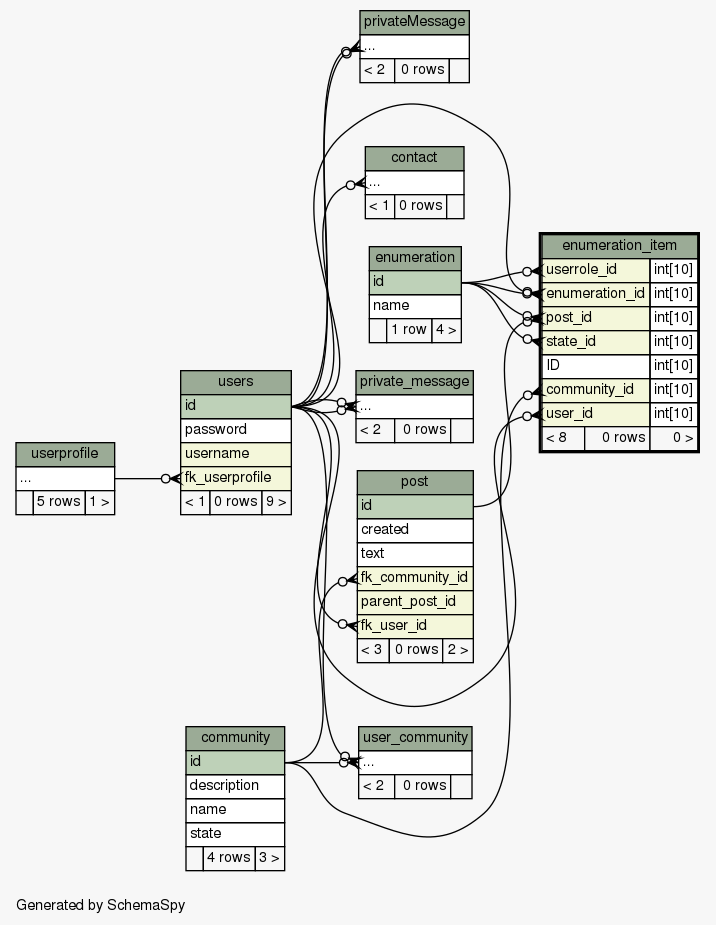 privateMessage
...
< 2 0 rows
contact
...
< 1 0 rows
enumeration
id
name
1 row 4 >
enumeration_item
userrole_id int[10]
enumeration_id int[10]
post_id int[10]
state_id int[10]
ID int[10]
community_id int[10]
user_id int[10]
< 8 0 rows 0 >
users
id
password
username
fk_userprofile
< 1 0 rows 9 >
private_message
...
< 2 0 rows
userprofile
...
5 rows 1 >
post
id
created
text
fk_community_id
parent_post_id
fk_user_id
< 3 0 rows 2 >
community
id
description
name
state
4 rows 3 >
user_community
...
< 2 0 rows
Generated by SchemaSpy